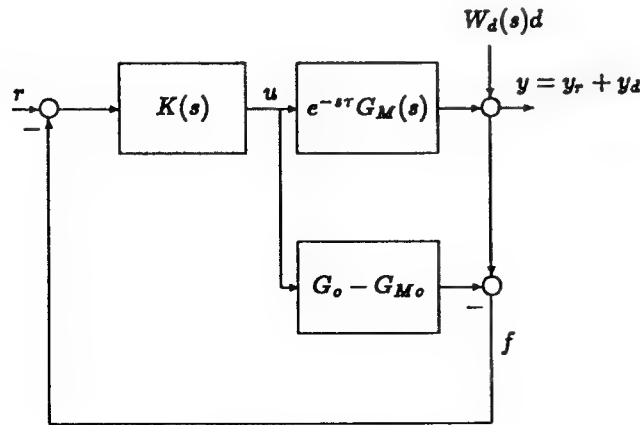 W_d(s)d
r
−
K(s)
u
e^{-sτ} G_M(s)
y = y_r + y_d
G_o − G_{Mo}
−
f